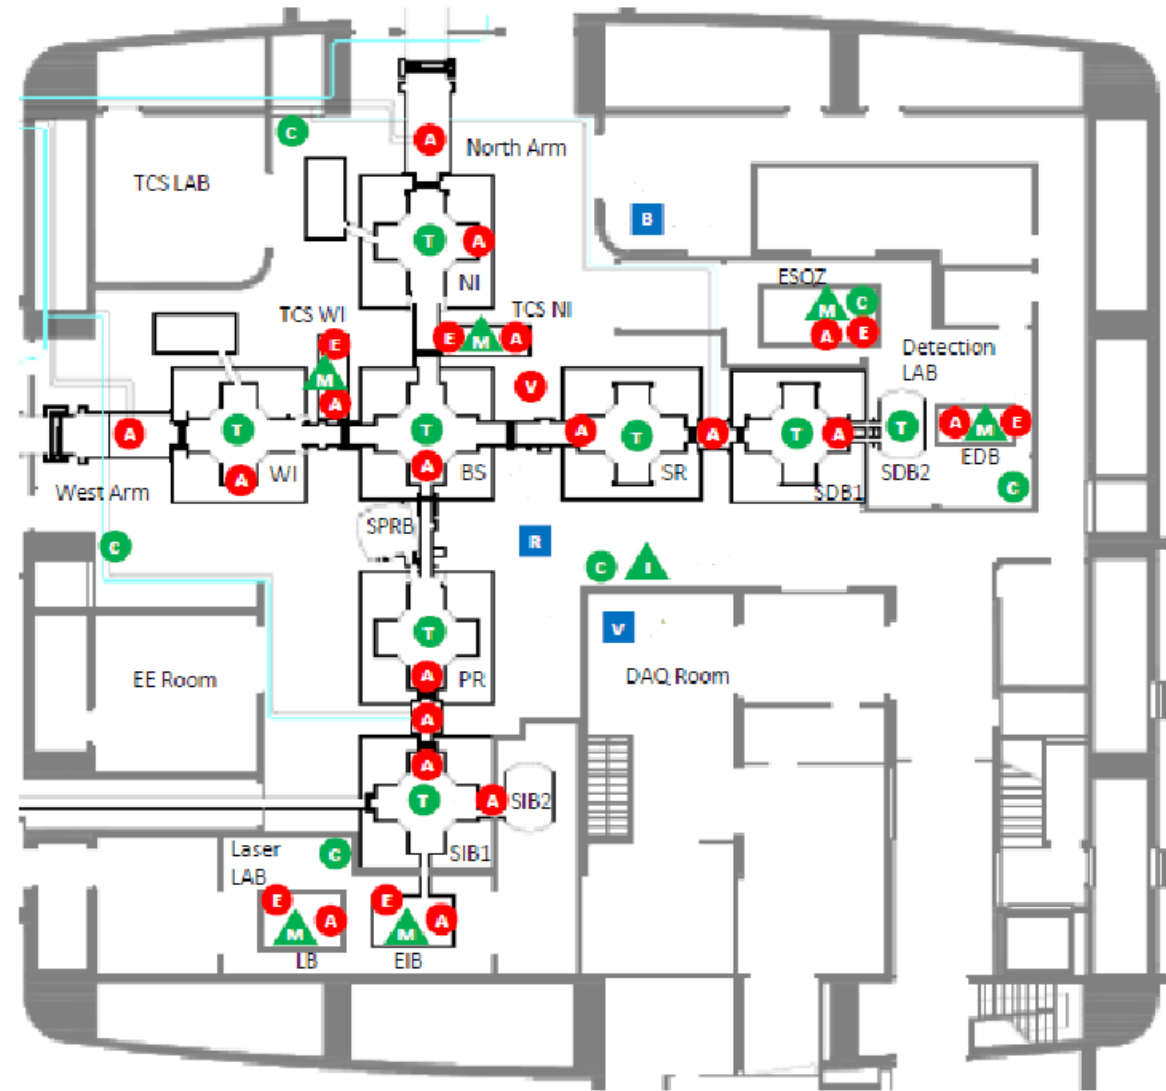 C
A
North Arm
TCS LAB
B
T
A
NI
ESQZ
TCS WI
TCS NI
M
C
E
E
M
A
A
E
Detection
LAB
M
V
A
A
T
T
A
T
A
A
T
A
T
A
M
E
WI
A
BS
A
SR
SDB1
SDB2
EDB
West Arm
C
SPRB
C
R
C
I
T
V
EE Room
A
PR
DAQ Room
A
A
T
A
SIB2
Laser
LAB
C
SIB1
E
A
M
E
A
M
LB
EIB